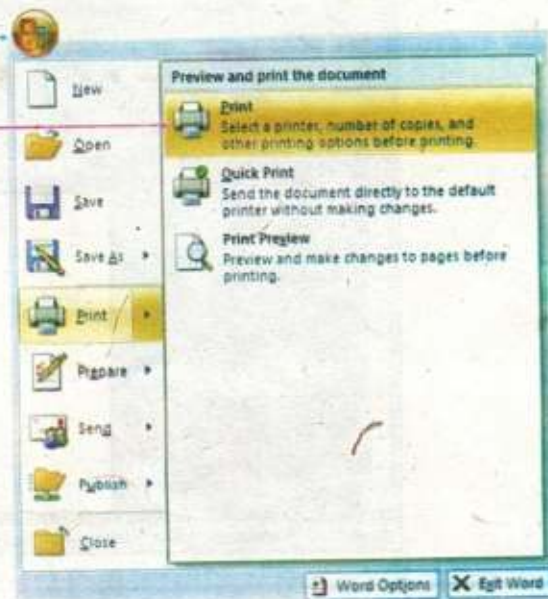 New
Open
Save
Save As
Print
Prepare
Send
Publish
Close
Preview and print the document
Print
Select a printer, number of copies, and
other printing options before printing.
Quick Print
Send the document directly to the default
printer without making changes.
Print Preview
Preview and make changes to pages before
printing.
Word Options
Exit Word